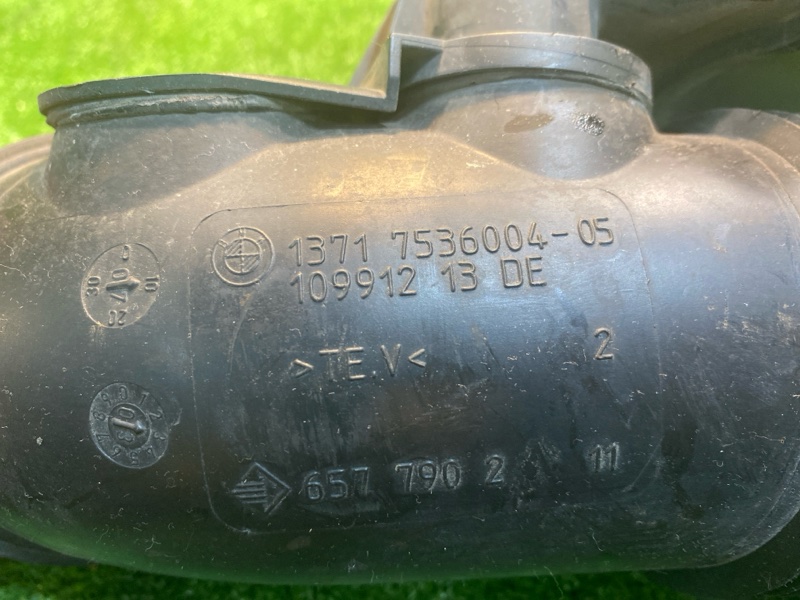 1371 7536004-05
109912 13 DE
>TE.V< 2
657 790 2 11